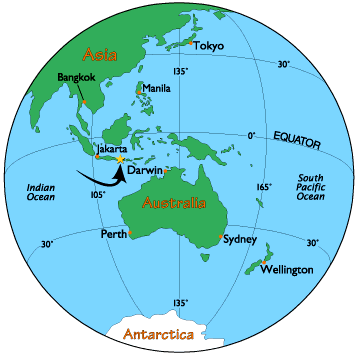 Asia
Tokyo
135°
30°
Bangkok
Manila
0°
EQUATOR
Jakarta
Darwin
Indian
Ocean
105°
Australia
165°
South
Pacific
Ocean
30°
Perth
Sydney
30°
Wellington
135°
Antarctica